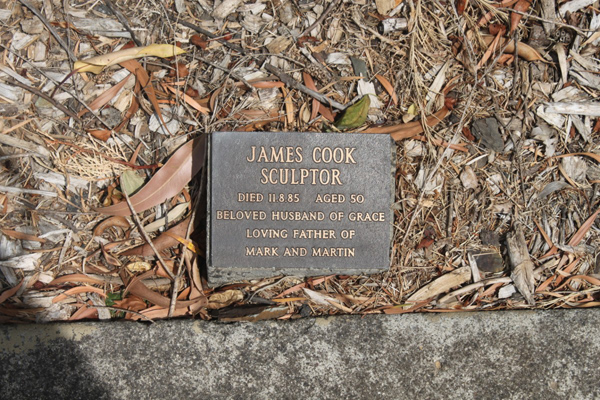 JAMES COOK
SCULPTOR
DIED 11·8·85 AGED 50
BELOVED HUSBAND OF GRACE
LOVING FATHER OF
MARK AND MARTIN